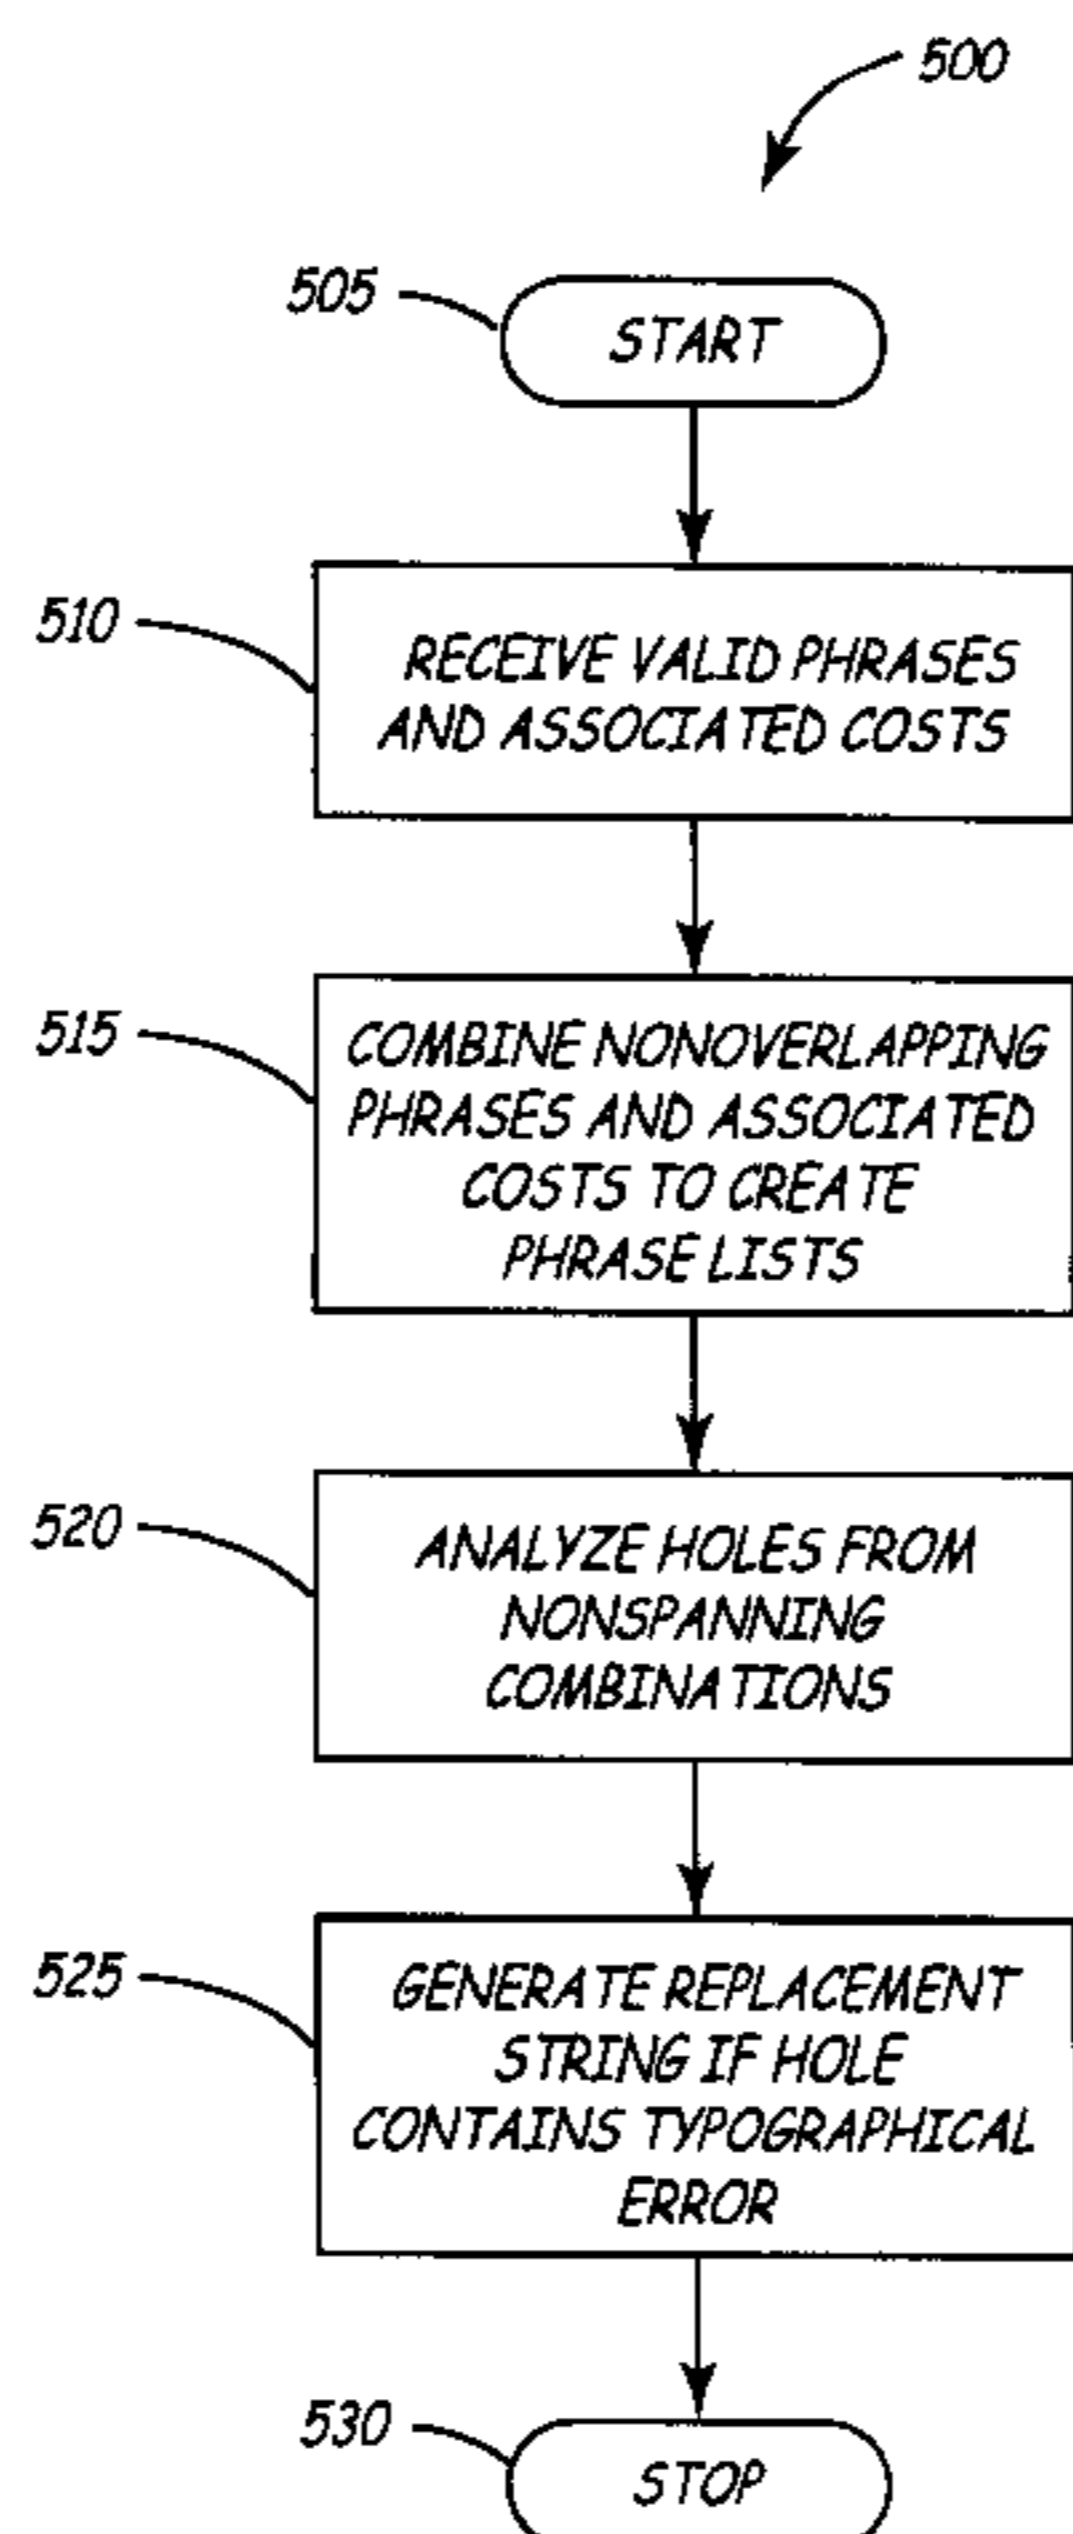 500
505
START
510
RECEIVE VALID PHRASES
AND ASSOCIATED COSTS
515
COMBINE NONOVERLAPPING
PHRASES AND ASSOCIATED
COSTS TO CREATE
PHRASE LISTS
520
ANALYZE HOLES FROM
NONSPANNING
COMBINATIONS
525
GENERATE REPLACEMENT
STRING IF HOLE
CONTAINS TYPOGRAPHICAL
ERROR
530
STOP